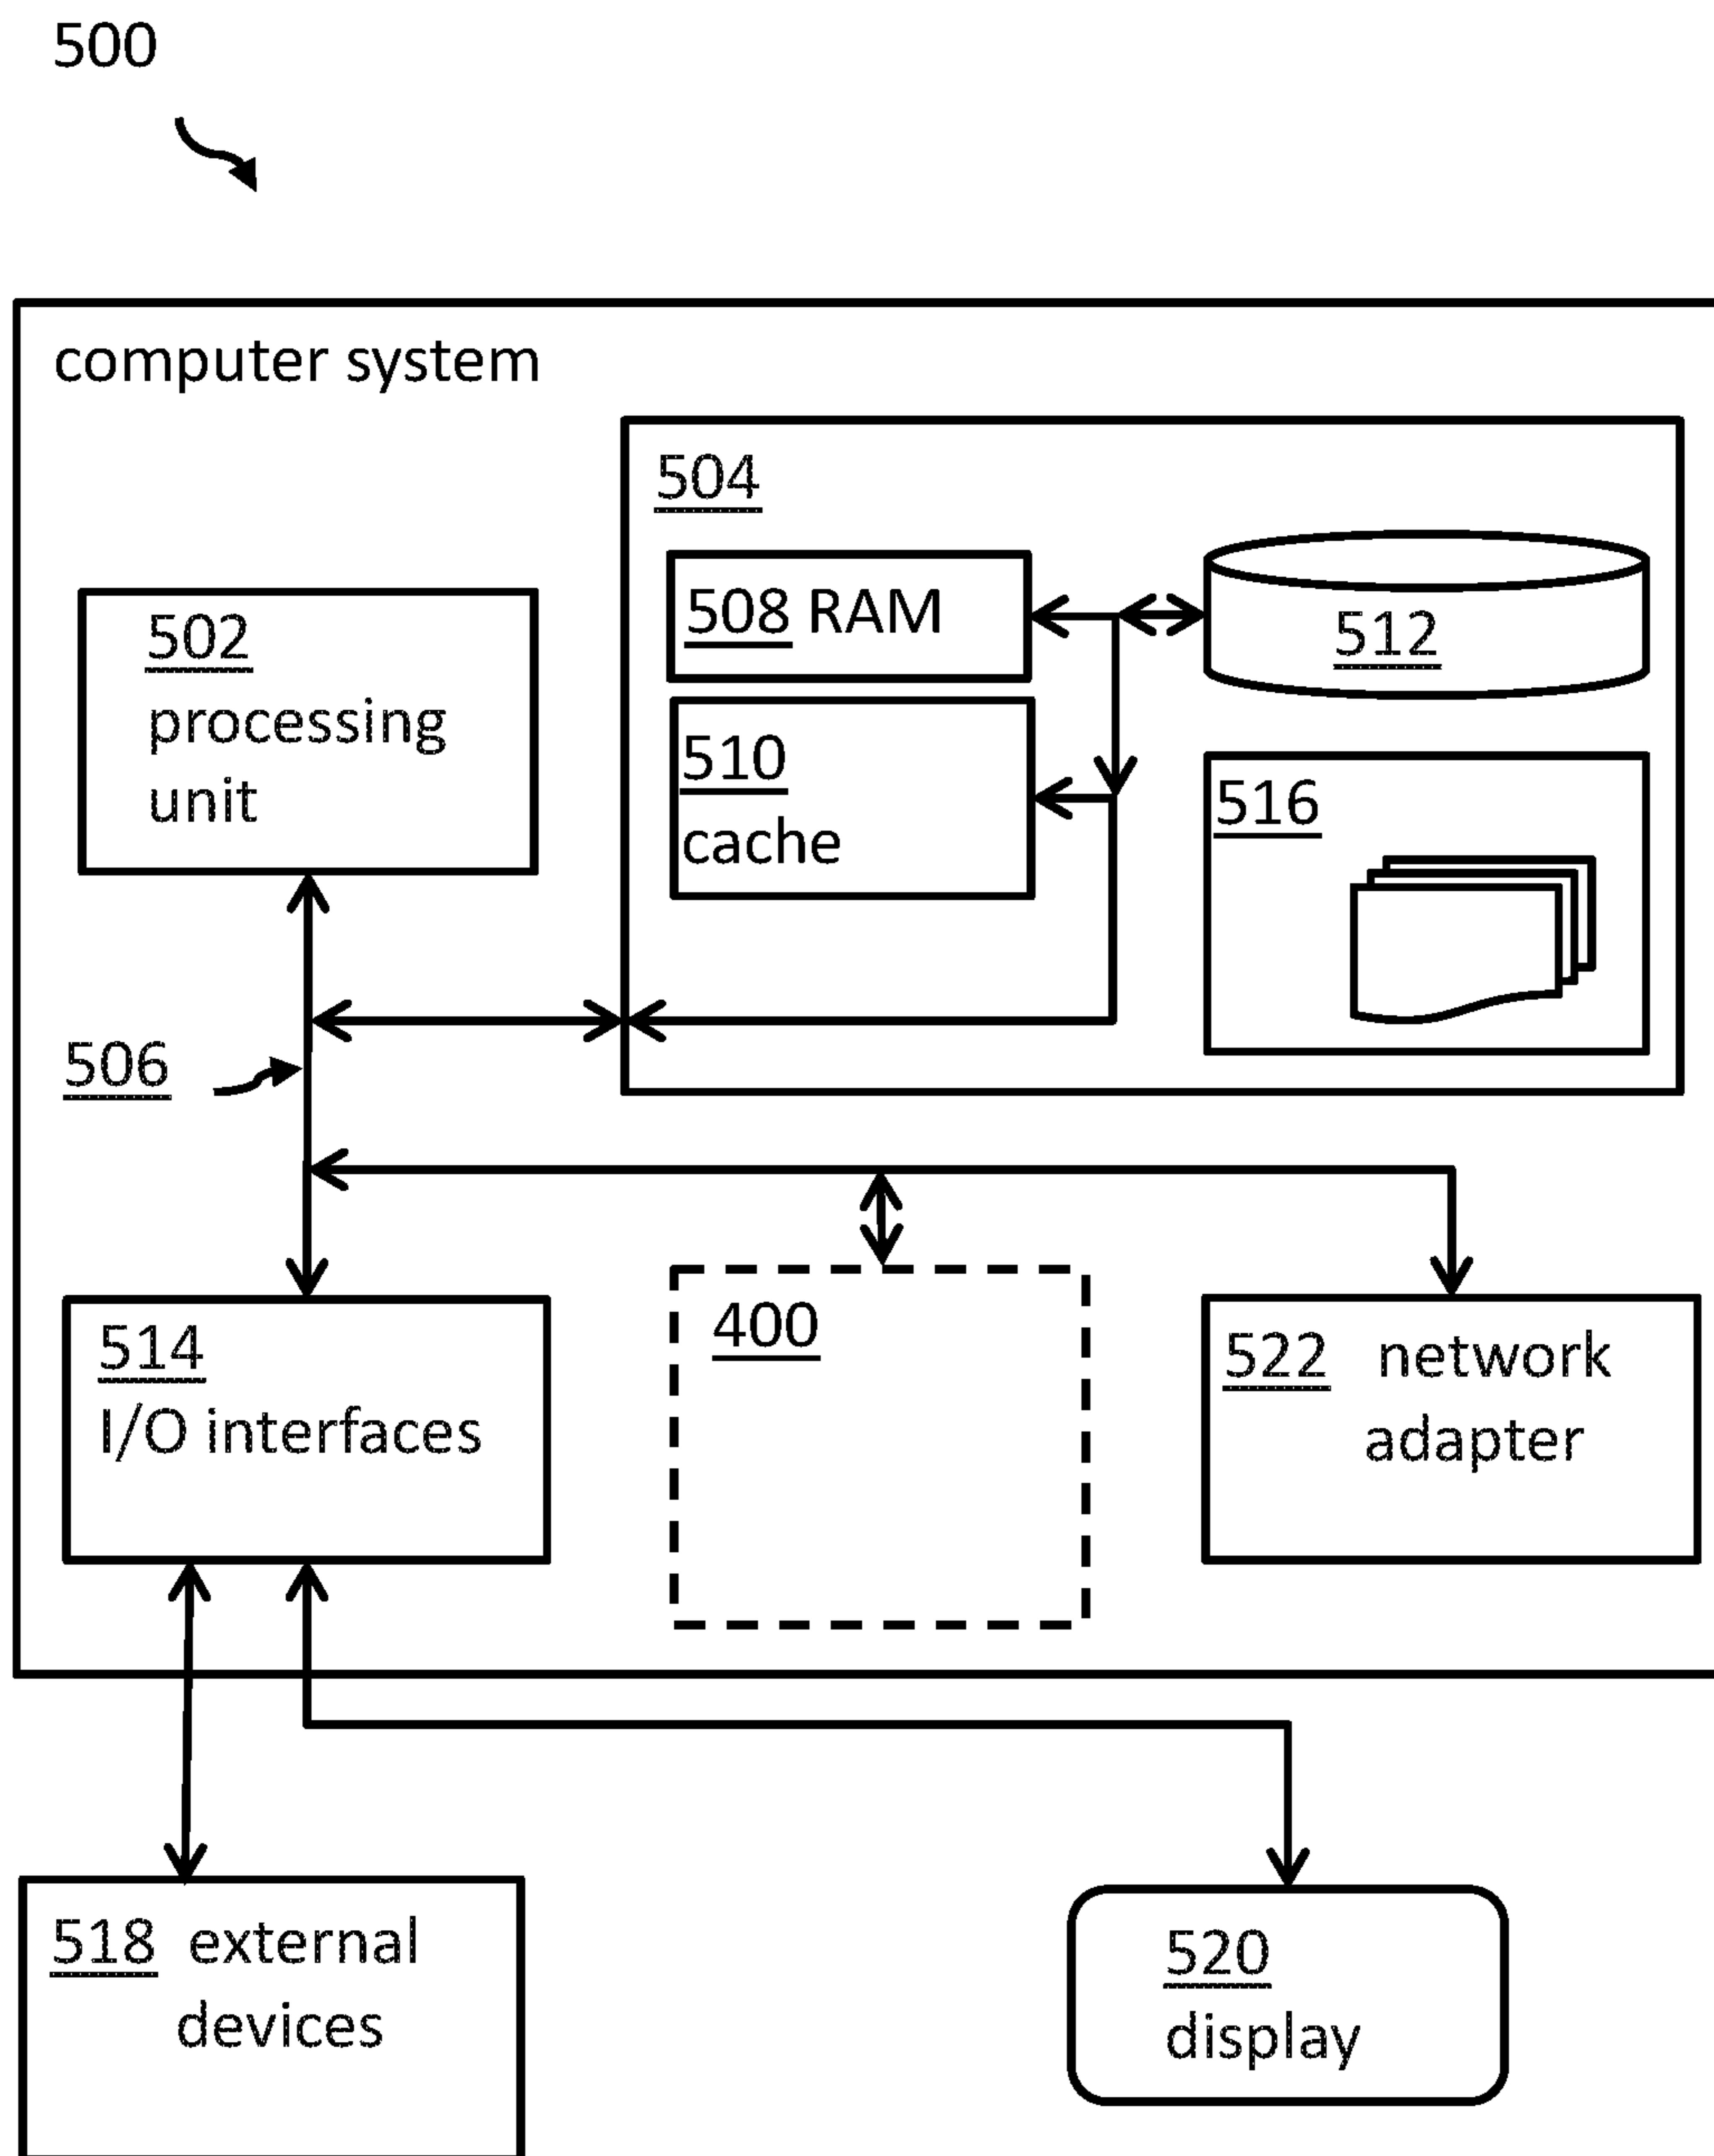 500
computer system
504
508 RAM
512
502
processing
unit
510
cache
516
506
514
I/O interfaces
400
522 network
adapter
518 external
devices
520
display